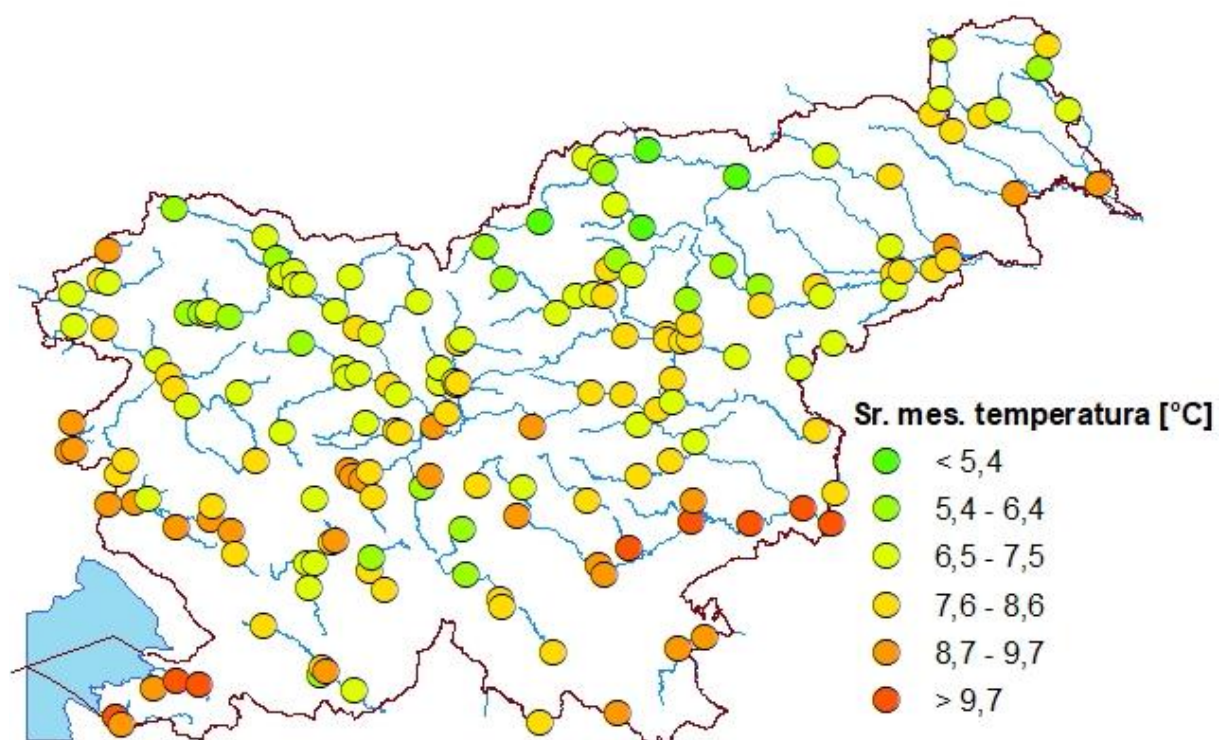 Sr. mes. temperatura [°C]
< 5,4
5,4 - 6,4
6,5 - 7,5
7,6 - 8,6
8,7 - 9,7
> 9,7